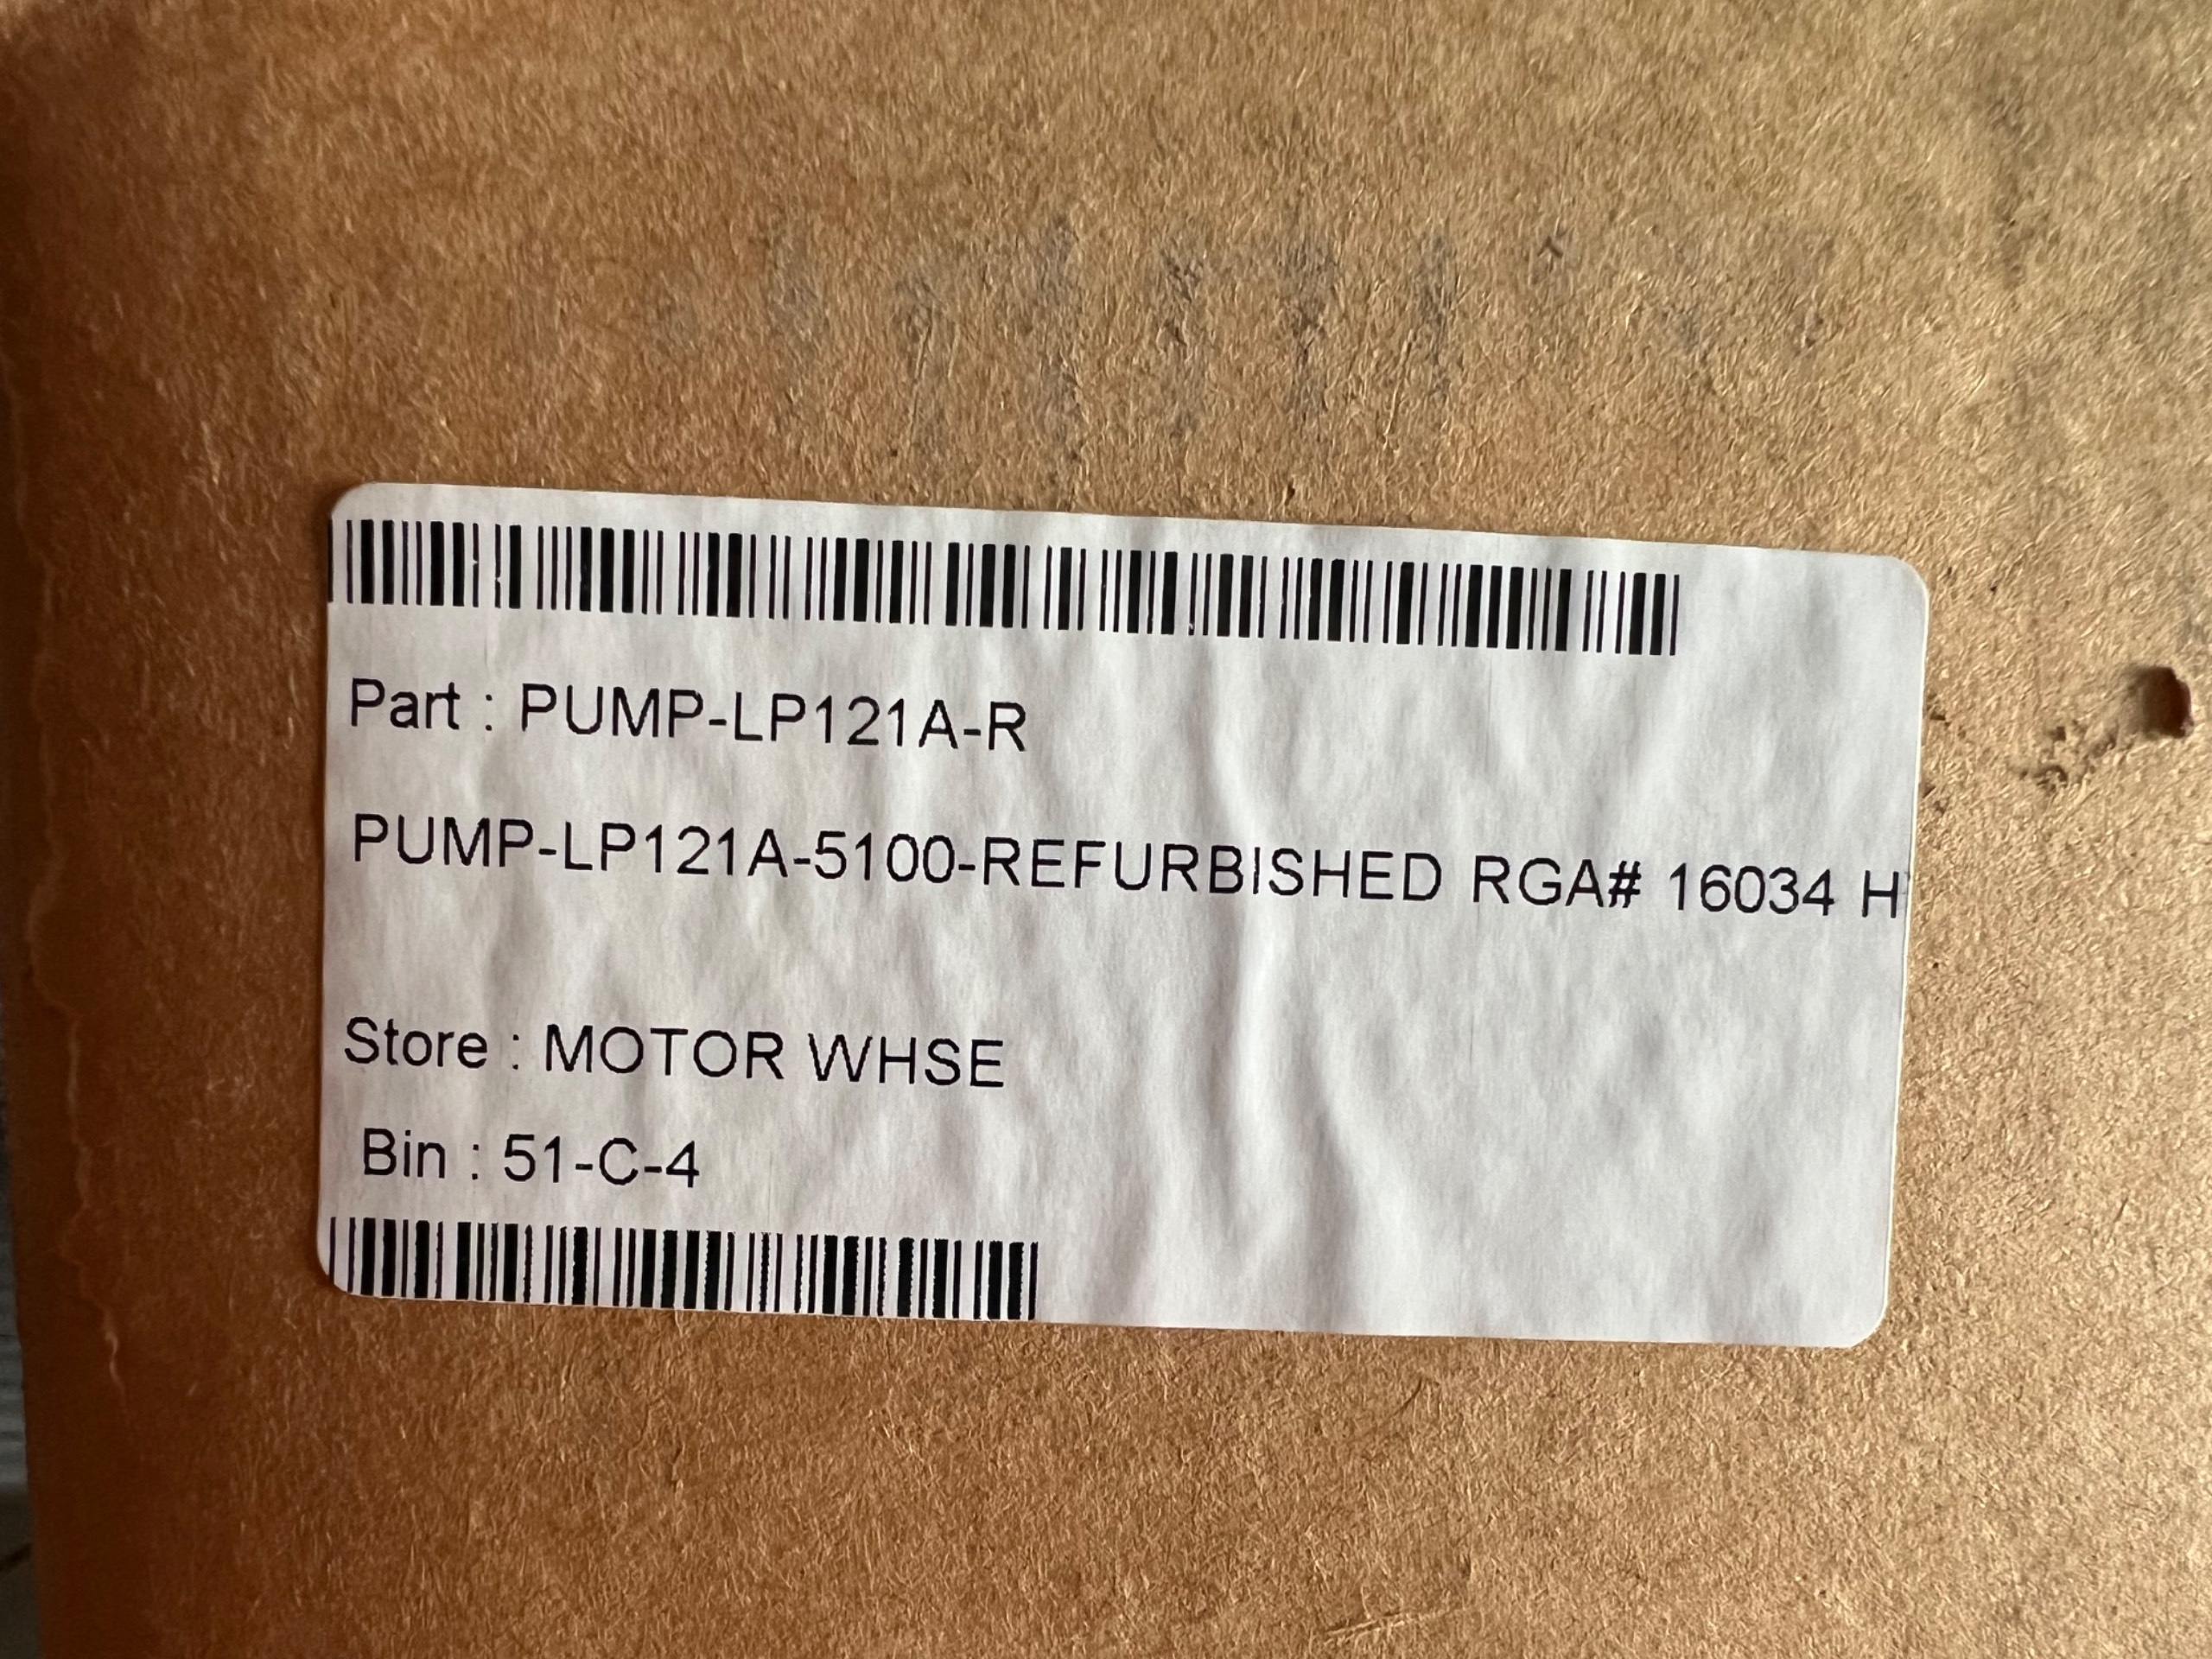 Part : PUMP-LP121A-R
PUMP-LP121A-5100-REFURBISHED RGA# 16034 H
Store : MOTOR WHSE
Bin : 51-C-4